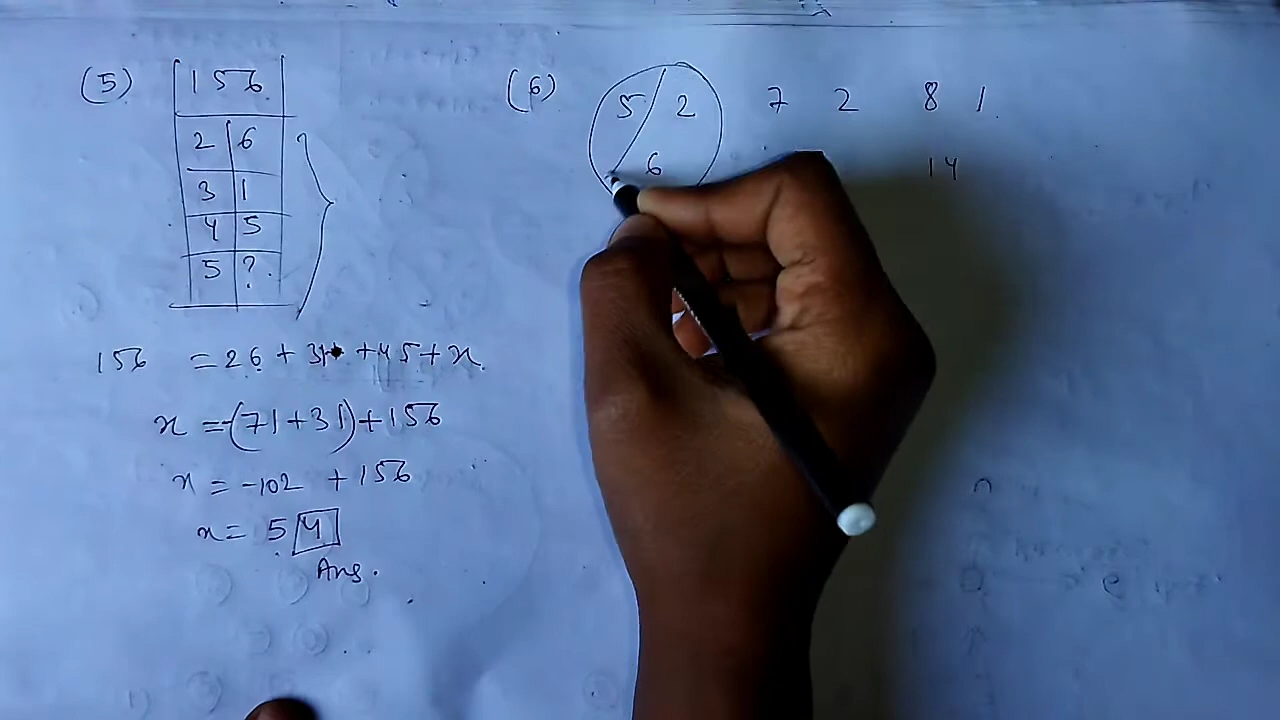 (5) 156
2 6
3 1
4 5
5 ?
156 = 26 + 31 + 45 + x
x = -(71 + 31) + 156
x = -102 + 156
x = 54
Ans.
(6) 5 2 7 2 8 1
6 14